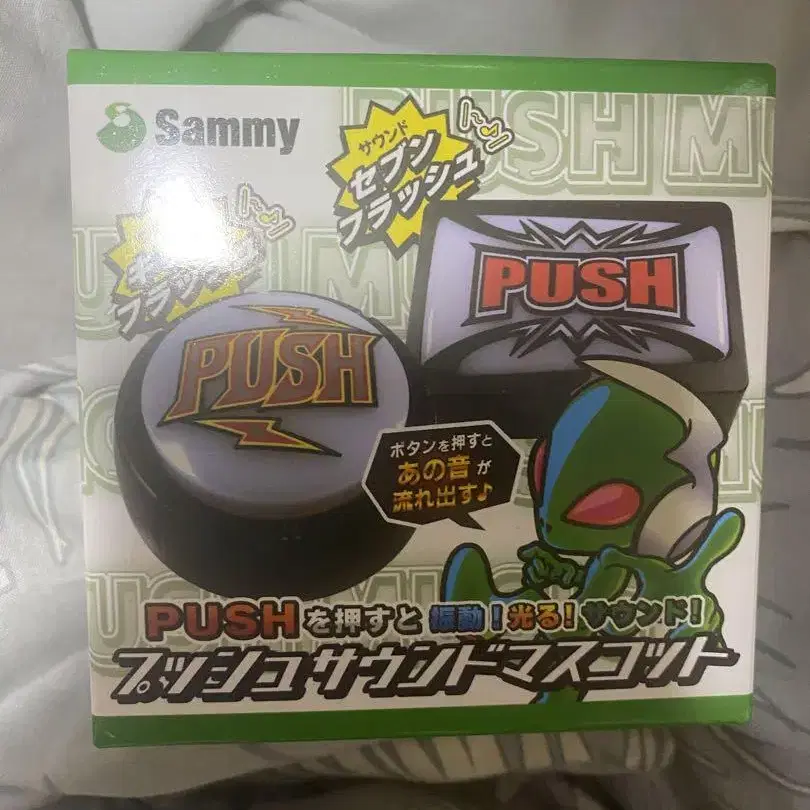 Sammy
サウンド
セブン
フラッシュ
フラッシュ
PUSH
PUSH
ボタンを押すと
あの音が
流れ出す♪
PUSHを押すと振動!光る!サウンド!
プッシュサウンドマスコット